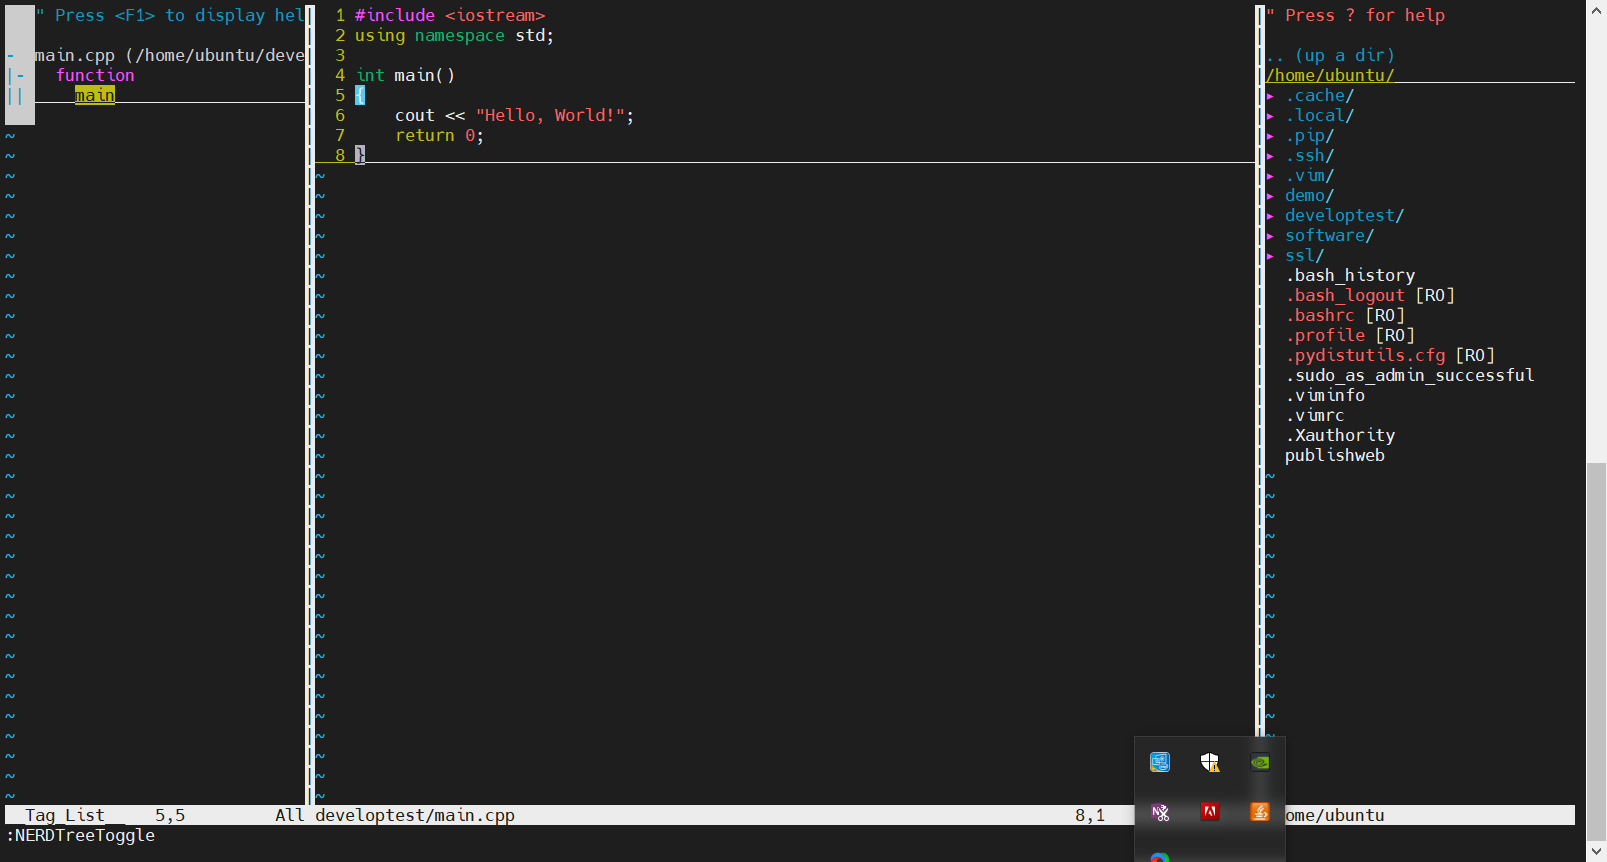 " Press <F1> to display hel
main.cpp (/home/ubuntu/deve
|- function
|| main
1 #include <iostream>
2 using namespace std;
3
4 int main()
5 {
6     cout << "Hello, World!";
7     return 0;
8 }
" Press ? for help
.. (up a dir)
/home/ubuntu/
▸ .cache/
▸ .local/
▸ .pip/
▸ .ssh/
▸ .vim/
▸ demo/
▸ developtest/
▸ software/
▸ ssl/
.bash_history
.bash_logout [RO]
.bashrc [RO]
.profile [RO]
.pydistutils.cfg [RO]
.sudo_as_admin_successful
.viminfo
.vimrc
.Xauthority
publishweb
__Tag_List__ 5,5 All
developtest/main.cpp 8,1
ome/ubuntu
:NERDTreeToggle